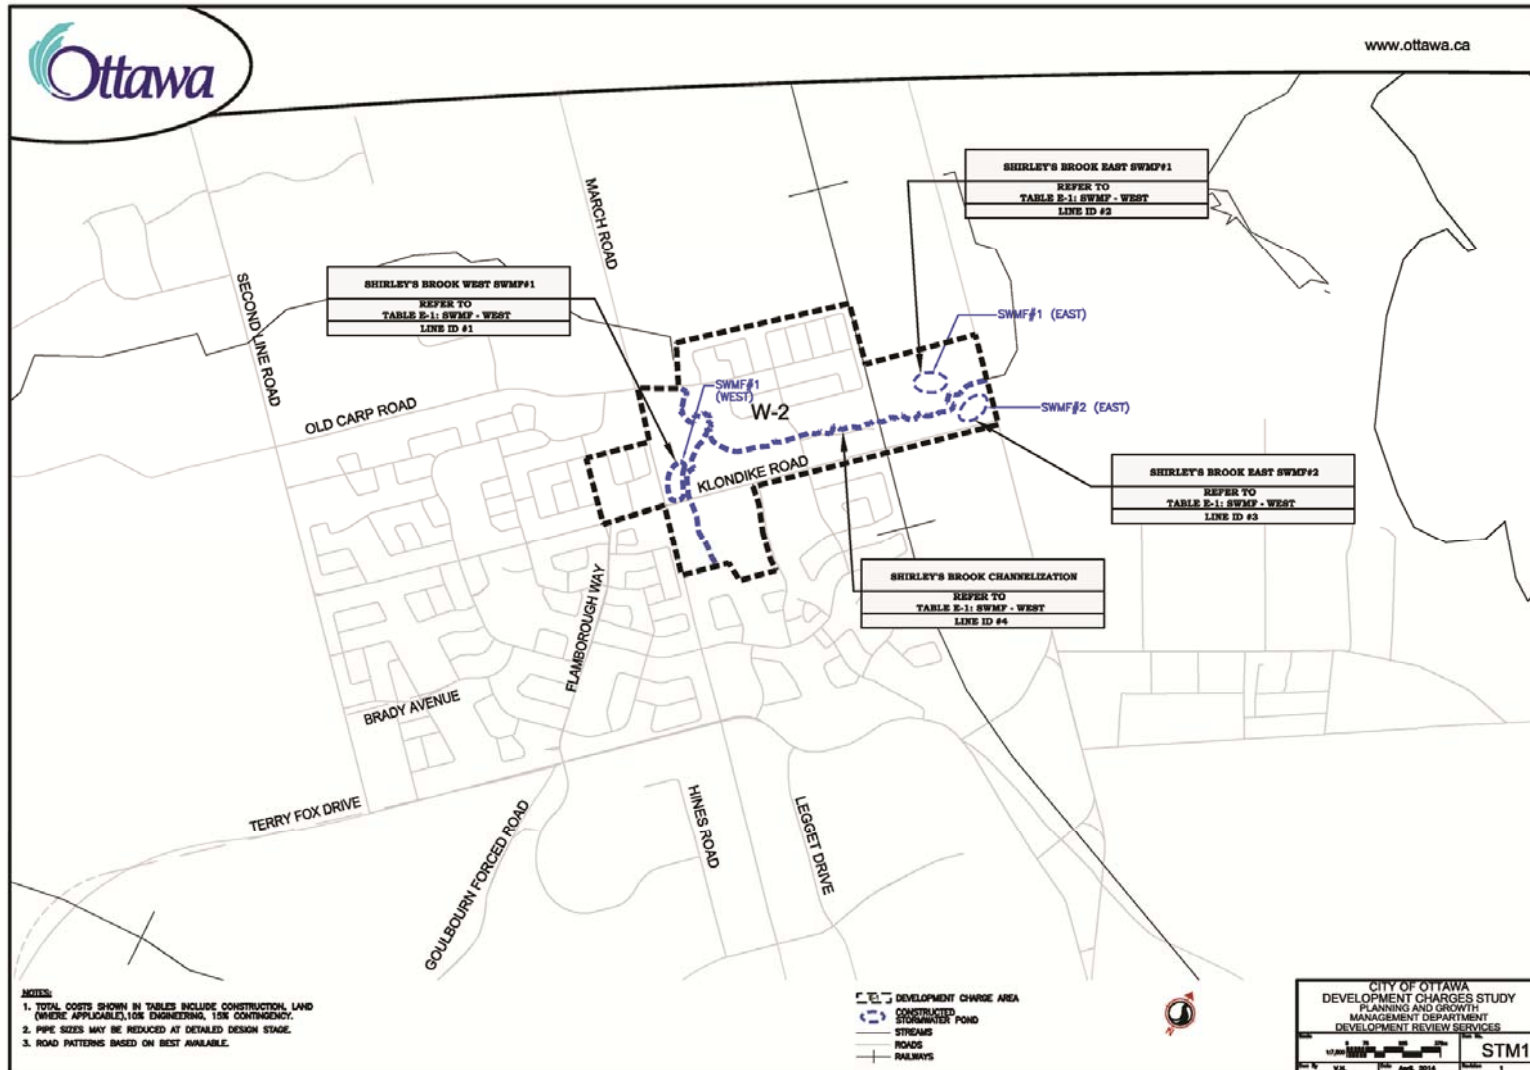 Ottawa
www.ottawa.ca
SHIRLEY'S BROOK EAST SWMF#1
REFER TO
TABLE E-1: SWMF - WEST
LINE ID #2
MARCH ROAD
SECOND LINE ROAD
SHIRLEY'S BROOK WEST SWMF#1
REFER TO
TABLE E-1: SWMF - WEST
LINE ID #1
SWMF#1 (EAST)
SWMF#1
(WEST)
W-2
SWMF#2 (EAST)
OLD CARP ROAD
KLONDIKE ROAD
SHIRLEY'S BROOK EAST SWMF#2
REFER TO
TABLE E-1: SWMF - WEST
LINE ID #3
SHIRLEY'S BROOK CHANNELIZATION
REFER TO
TABLE E-1: SWMF - WEST
LINE ID #4
FLAMBOROUGH WAY
BRADY AVENUE
TERRY FOX DRIVE
GOULBOURN FORCED ROAD
HINES ROAD
LEGGET DRIVE
NOTES:
1. TOTAL COSTS SHOWN IN TABLES INCLUDE CONSTRUCTION, LAND
(WHERE APPLICABLE),10% ENGINEERING, 15% CONTINGENCY.
2. PIPE SIZES MAY BE REDUCED AT DETAILED DESIGN STAGE.
3. ROAD PATTERNS BASED ON BEST AVAILABLE.
DEVELOPMENT CHARGE AREA
CONSTRUCTED
STORMWATER POND
STREAMS
ROADS
RAILWAYS
CITY OF OTTAWA
DEVELOPMENT CHARGES STUDY
PLANNING AND GROWTH
MANAGEMENT DEPARTMENT
DEVELOPMENT REVIEW SERVICES
STM1
April, 2014
1